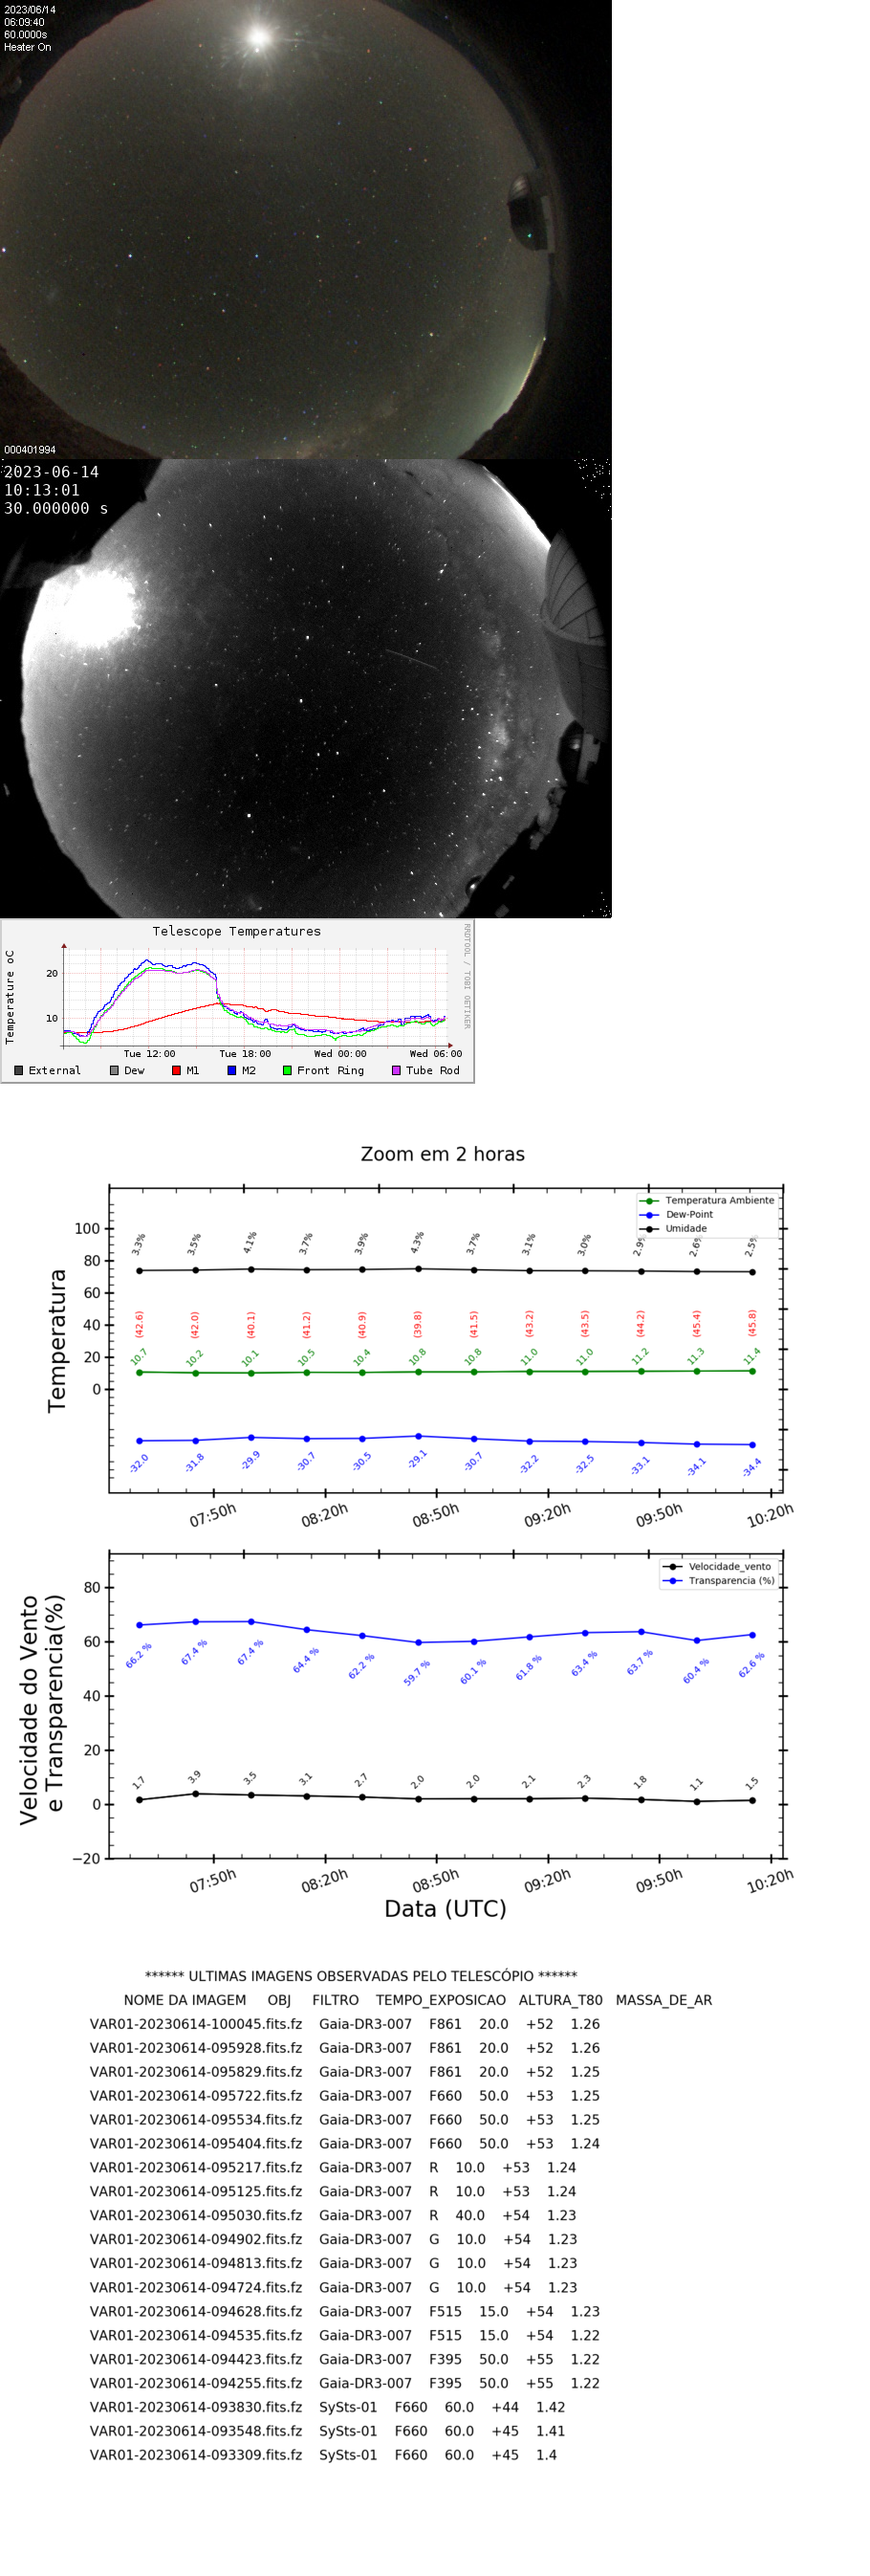 2023/06/14
06:09:40
60.0000s
Heater On
000401994
2023-06-14
10:13:01
30.000000 s
Telescope Temperatures
RRDTOOL / TOBI OETIKER
Temperature oC
20
10
Tue 12:00 Tue 18:00 Wed 00:00 Wed 06:00
External Dew M1 M2 Front Ring Tube Rod
Zoom em 2 horas
Temperatura
Temperatura Ambiente
Dew-Point
Umidade
100
80
60
40
20
0
3.3% 3.5% 4.1% 3.7% 3.9% 4.3% 3.7% 3.1% 3.0% 2.9% 2.6% 2.5%
(42.6) (42.0) (40.1) (41.2) (40.9) (39.8) (41.5) (43.2) (43.5) (44.2) (45.4) (45.8)
10.7 10.2 10.1 10.5 10.4 10.8 10.8 11.0 11.0 11.2 11.3 11.4
-32.0 -31.8 -29.9 -30.7 -30.5 -29.1 -30.7 -32.2 -32.5 -33.1 -34.1 -34.4
07:50h 08:20h 08:50h 09:20h 09:50h 10:20h
Velocidade do Vento
e Transparencia(%)
Velocidade_vento
Transparencia (%)
80
60
40
20
0
−20
66.2 % 67.4 % 67.4 % 64.4 % 62.2 % 59.7 % 60.1 % 61.8 % 63.4 % 63.7 % 60.4 % 62.6 %
1.7 3.9 3.5 3.1 2.7 2.0 2.0 2.1 2.3 1.8 1.1 1.5
07:50h 08:20h 08:50h 09:20h 09:50h 10:20h
Data (UTC)
****** ULTIMAS IMAGENS OBSERVADAS PELO TELESCÓPIO ******
NOME DA IMAGEM OBJ FILTRO TEMPO_EXPOSICAO ALTURA_T80 MASSA_DE_AR
VAR01-20230614-100045.fits.fz Gaia-DR3-007 F861 20.0 +52 1.26
VAR01-20230614-095928.fits.fz Gaia-DR3-007 F861 20.0 +52 1.26
VAR01-20230614-095829.fits.fz Gaia-DR3-007 F861 20.0 +52 1.25
VAR01-20230614-095722.fits.fz Gaia-DR3-007 F660 50.0 +53 1.25
VAR01-20230614-095534.fits.fz Gaia-DR3-007 F660 50.0 +53 1.25
VAR01-20230614-095404.fits.fz Gaia-DR3-007 F660 50.0 +53 1.24
VAR01-20230614-095217.fits.fz Gaia-DR3-007 R 10.0 +53 1.24
VAR01-20230614-095125.fits.fz Gaia-DR3-007 R 10.0 +53 1.24
VAR01-20230614-095030.fits.fz Gaia-DR3-007 R 40.0 +54 1.23
VAR01-20230614-094902.fits.fz Gaia-DR3-007 G 10.0 +54 1.23
VAR01-20230614-094813.fits.fz Gaia-DR3-007 G 10.0 +54 1.23
VAR01-20230614-094724.fits.fz Gaia-DR3-007 G 10.0 +54 1.23
VAR01-20230614-094628.fits.fz Gaia-DR3-007 F515 15.0 +54 1.23
VAR01-20230614-094535.fits.fz Gaia-DR3-007 F515 15.0 +54 1.22
VAR01-20230614-094423.fits.fz Gaia-DR3-007 F395 50.0 +55 1.22
VAR01-20230614-094255.fits.fz Gaia-DR3-007 F395 50.0 +55 1.22
VAR01-20230614-093830.fits.fz SySts-01 F660 60.0 +44 1.42
VAR01-20230614-093548.fits.fz SySts-01 F660 60.0 +45 1.41
VAR01-20230614-093309.fits.fz SySts-01 F660 60.0 +45 1.4